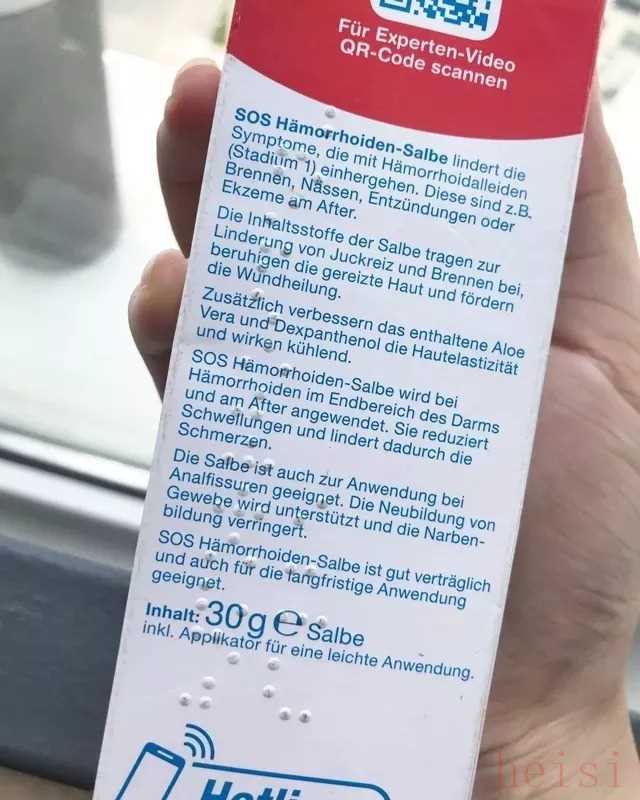 Für Experten-Video
QR-Code scannen
SOS Hämorrhoiden-Salbe lindert die
Symptome, die mit Hämorrhoidalleiden
(Stadium 1) einhergehen. Diese sind z.B.
Brennen, Nässen, Entzündungen oder
Ekzeme am After.
Die Inhaltsstoffe der Salbe tragen zur
Linderung von Juckreiz und Brennen bei,
beruhigen die gereizte Haut und fördern
die Wundheilung.
Zusätzlich verbessern das enthaltene Aloe
Vera und Dexpanthenol die Hautelastizität
und wirken kühlend.
SOS Hämorrhoiden-Salbe wird bei
Hämorrhoiden im Endbereich des Darms
und am After angewendet. Sie reduziert
Schwellungen und lindert dadurch die
Schmerzen.
Die Salbe ist auch zur Anwendung bei
Analfissuren geeignet. Die Neubildung von
Gewebe wird unterstützt und die Narben-
bildung verringert.
SOS Hämorrhoiden-Salbe ist gut verträglich
und auch für die langfristige Anwendung
geeignet.
Inhalt: 30 g ℮ Salbe
inkl. Applikator für eine leichte Anwendung.
heisi